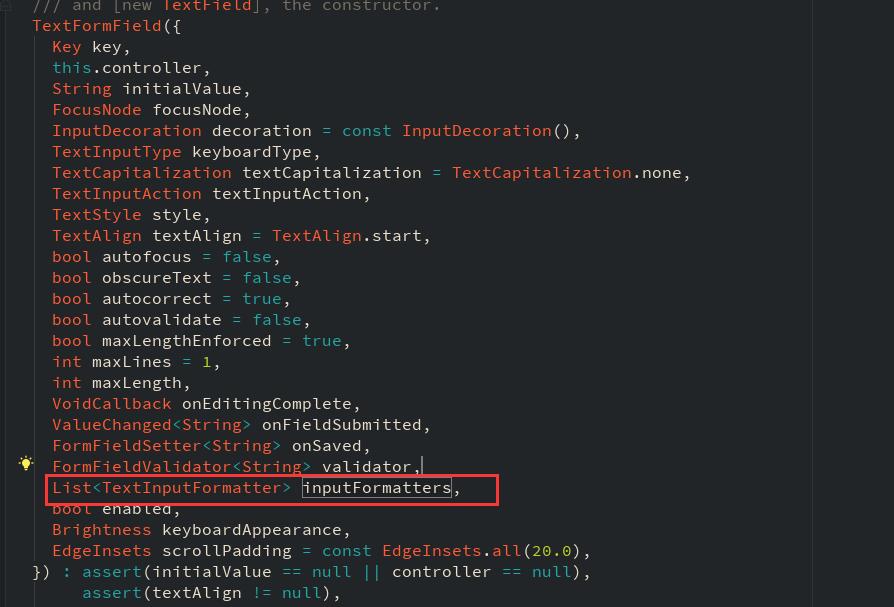 /// and [new TextField], the constructor.
TextFormField({
Key key,
this.controller,
String initialValue,
FocusNode focusNode,
InputDecoration decoration = const InputDecoration(),
TextInputType keyboardType,
TextCapitalization textCapitalization = TextCapitalization.none,
TextInputAction textInputAction,
TextStyle style,
TextAlign textAlign = TextAlign.start,
bool autofocus = false,
bool obscureText = false,
bool autocorrect = true,
bool autovalidate = false,
bool maxLengthEnforced = true,
int maxLines = 1,
int maxLength,
VoidCallback onEditingComplete,
ValueChanged<String> onFieldSubmitted,
FormFieldSetter<String> onSaved,
FormFieldValidator<String> validator,
List<TextInputFormatter> inputFormatters,
bool enabled,
Brightness keyboardAppearance,
EdgeInsets scrollPadding = const EdgeInsets.all(20.0),
}) : assert(initialValue == null || controller == null),
assert(textAlign != null),